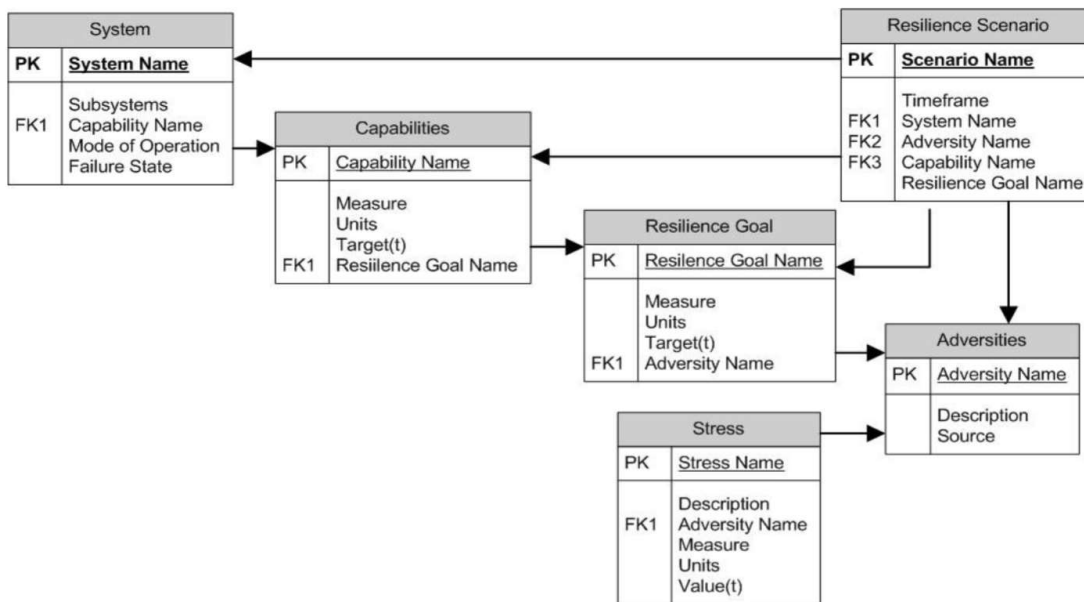 System
PK System Name
Subsystems
FK1 Capability Name
Mode of Operation
Failure State
Resilience Scenario
PK Scenario Name
Timeframe
FK1 System Name
FK2 Adversity Name
FK3 Capability Name
Resilience Goal Name
Capabilities
PK Capability Name
Measure
Units
Target(t)
FK1 Resiilence Goal Name
Resilience Goal
PK Resilence Goal Name
Measure
Units
Target(t)
FK1 Adversity Name
Adversities
PK Adversity Name
Description
Source
Stress
PK Stress Name
Description
FK1 Adversity Name
Measure
Units
Value(t)